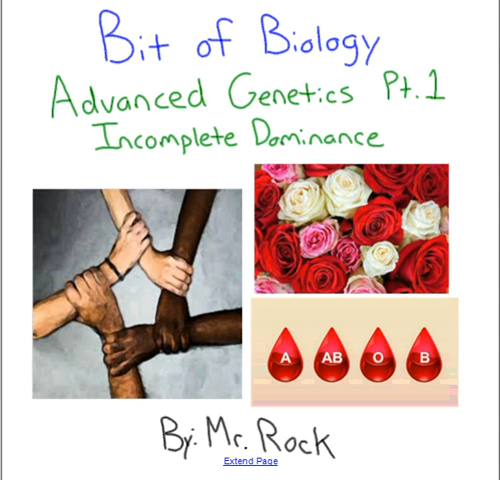 Bit of Biology
Advanced Genetics Pt.1
Incomplete Dominance
A AB O B
By: Mr. Rock
Extend Page